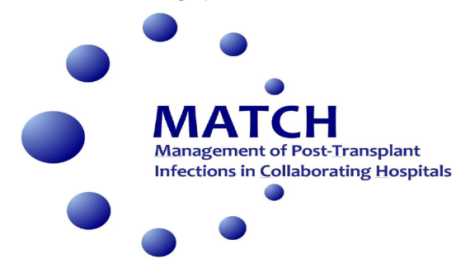 MATCH
Management of Post-Transplant
Infections in Collaborating Hospitals